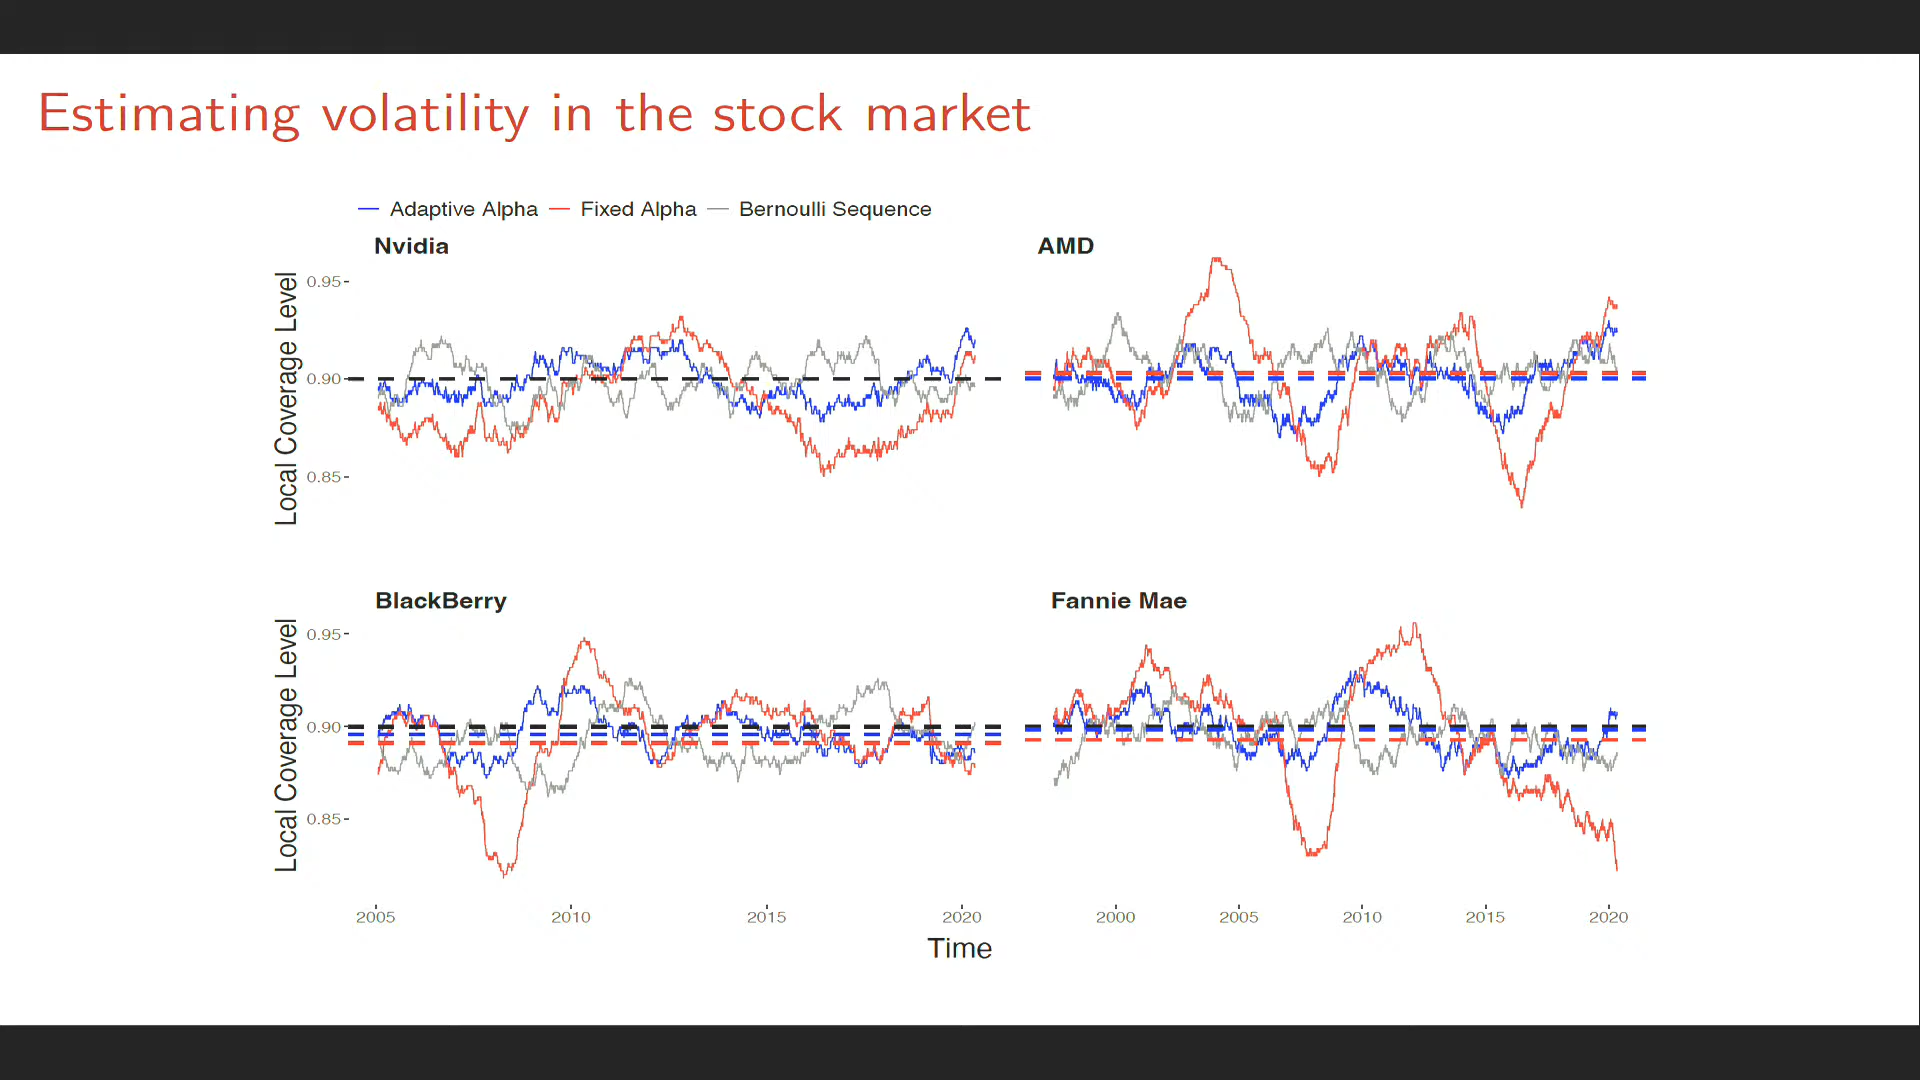 Estimating volatility in the stock market
Adaptive Alpha Fixed Alpha Bernoulli Sequence
Nvidia
AMD
Local Coverage Level
0.95
0.90
0.85
BlackBerry
Fannie Mae
Local Coverage Level
0.95
0.90
0.85
2005 2010 2015 2020
2000 2005 2010 2015 2020
Time